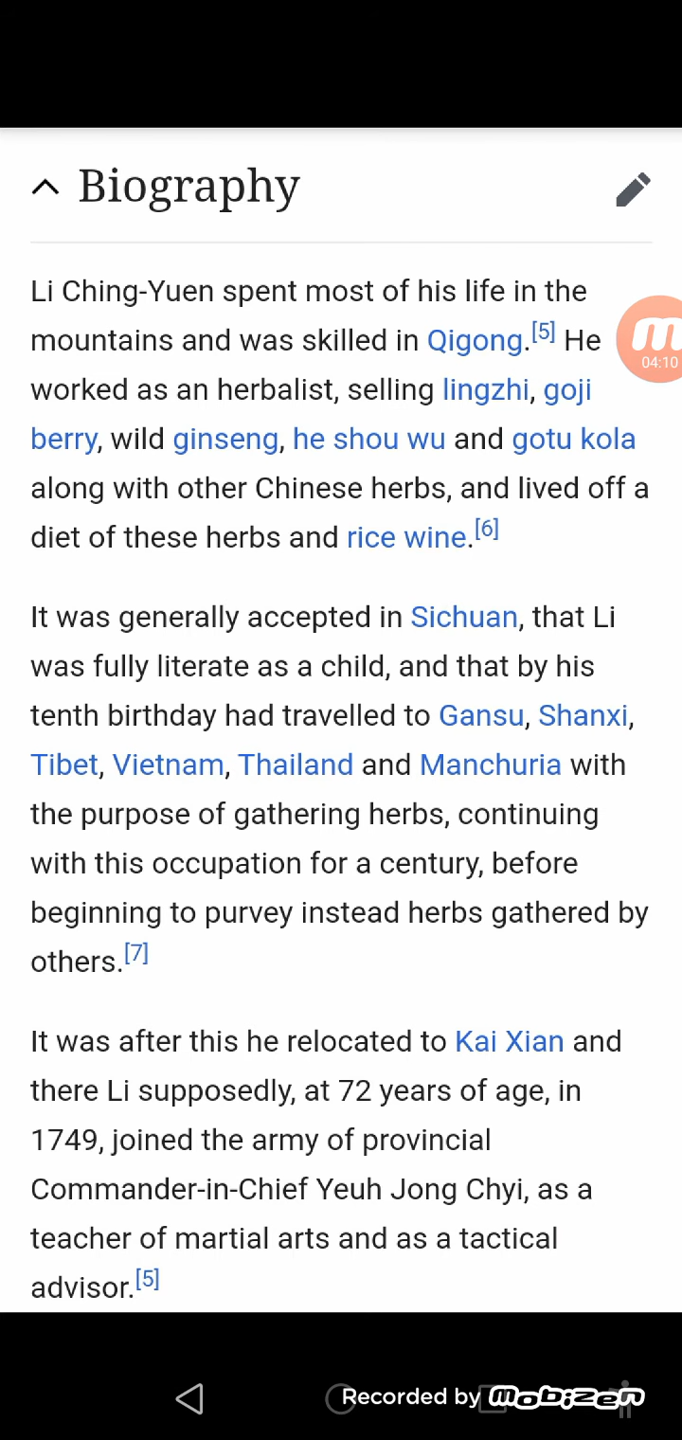 Biography
Li Ching-Yuen spent most of his life in the
mountains and was skilled in Qigong.[5] He
04:10
worked as an herbalist, selling lingzhi, goji
berry, wild ginseng, he shou wu and gotu kola
along with other Chinese herbs, and lived off a
diet of these herbs and rice wine.[6]
It was generally accepted in Sichuan, that Li
was fully literate as a child, and that by his
tenth birthday had travelled to Gansu, Shanxi,
Tibet, Vietnam, Thailand and Manchuria with
the purpose of gathering herbs, continuing
with this occupation for a century, before
beginning to purvey instead herbs gathered by
others.[7]
It was after this he relocated to Kai Xian and
there Li supposedly, at 72 years of age, in
1749, joined the army of provincial
Commander-in-Chief Yeuh Jong Chyi, as a
teacher of martial arts and as a tactical
advisor.[5]
Recorded by Mobizen